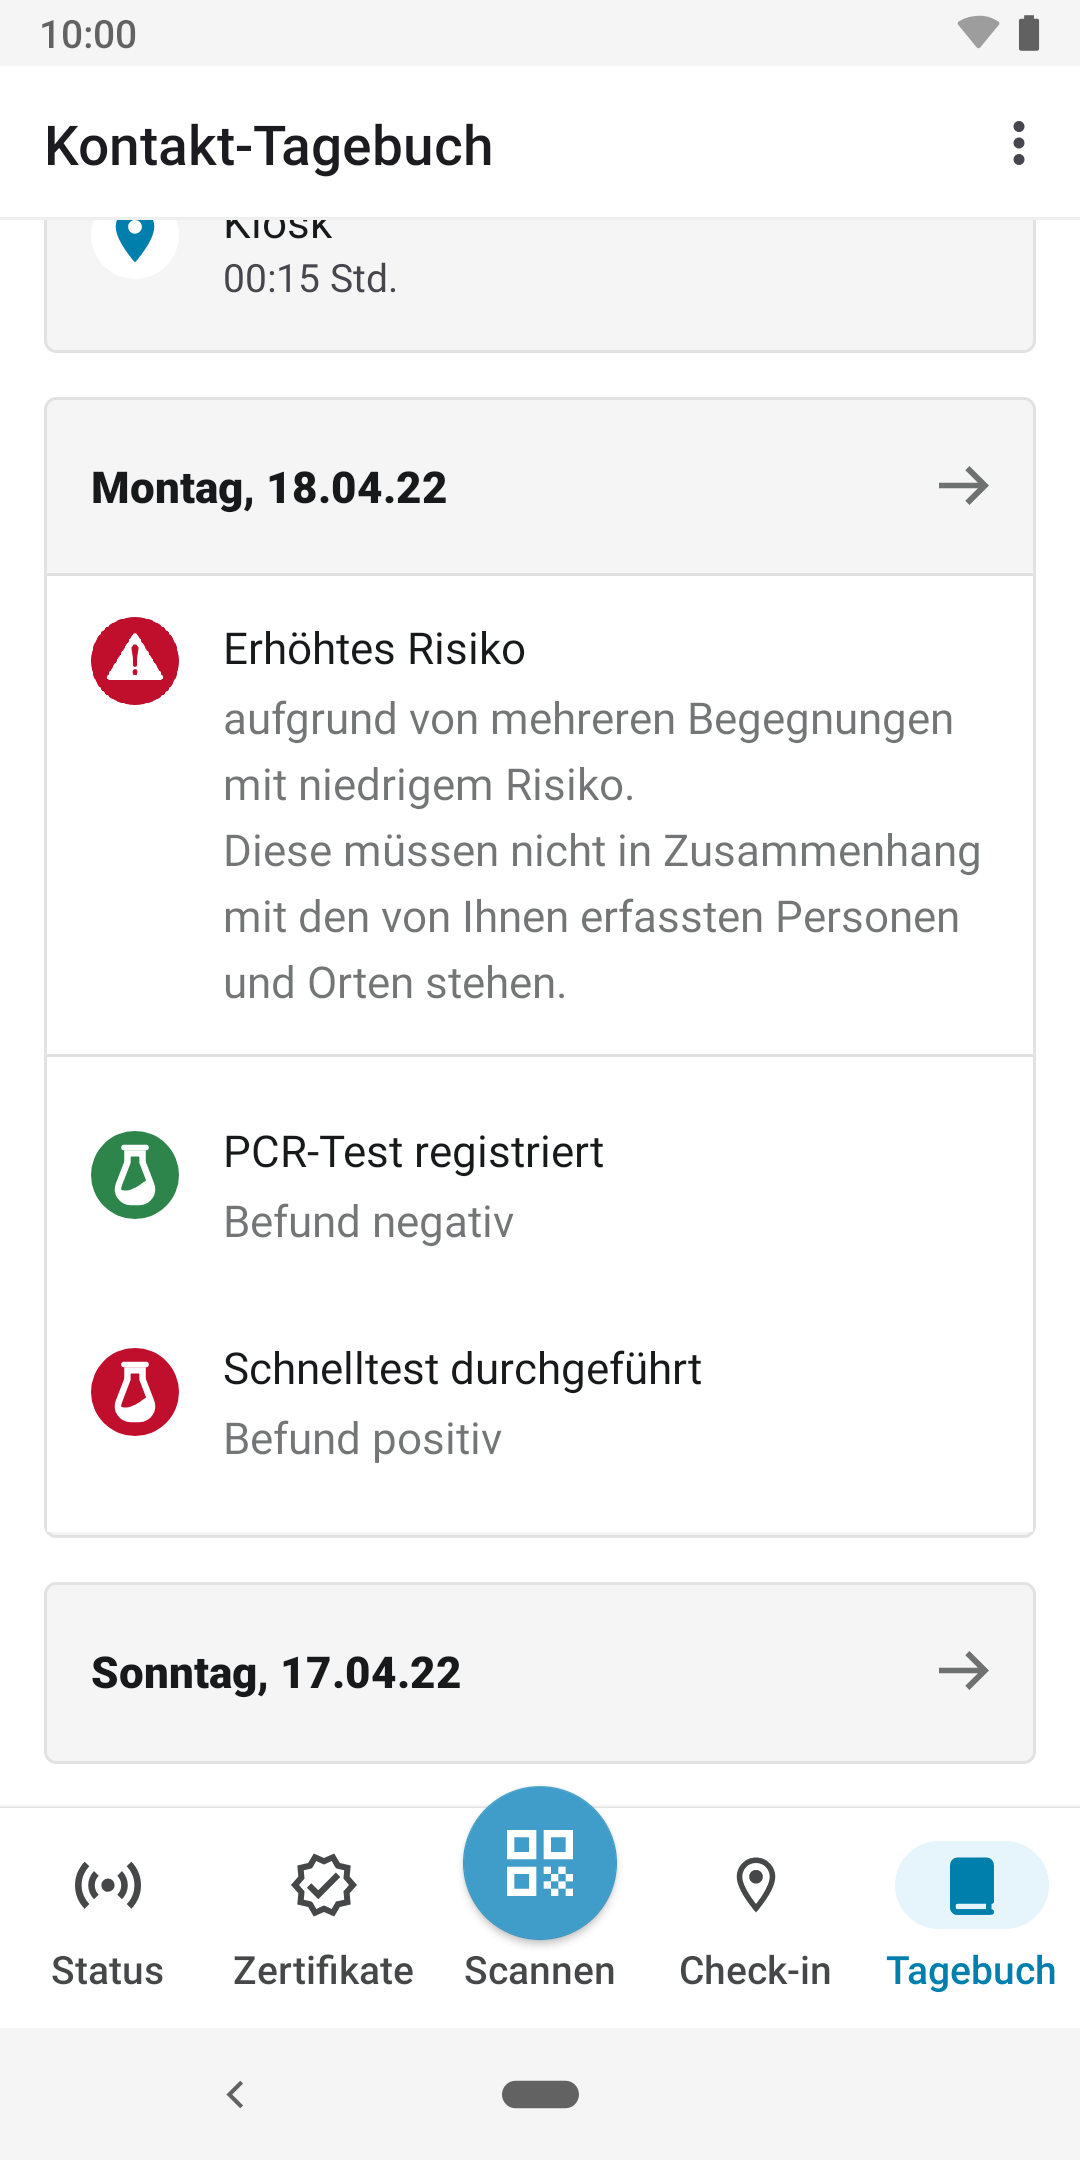 10:00
Kontakt-Tagebuch
Kiosk
00:15 Std.
Montag, 18.04.22
Erhöhtes Risiko
aufgrund von mehreren Begegnungen
mit niedrigem Risiko.
Diese müssen nicht in Zusammenhang
mit den von Ihnen erfassten Personen
und Orten stehen.
PCR-Test registriert
Befund negativ
Schnelltest durchgeführt
Befund positiv
Sonntag, 17.04.22
Status
Zertifikate
Scannen
Check-in
Tagebuch